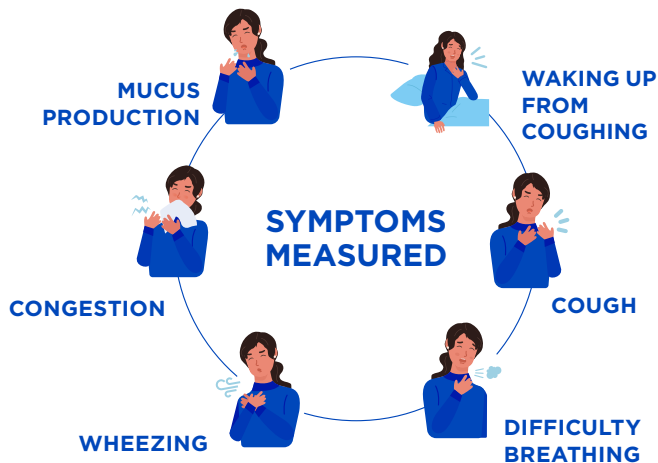 SYMPTOMS
MEASURED
WAKING UP
FROM
COUGHING
COUGH
DIFFICULTY
BREATHING
WHEEZING
CONGESTION
MUCUS
PRODUCTION